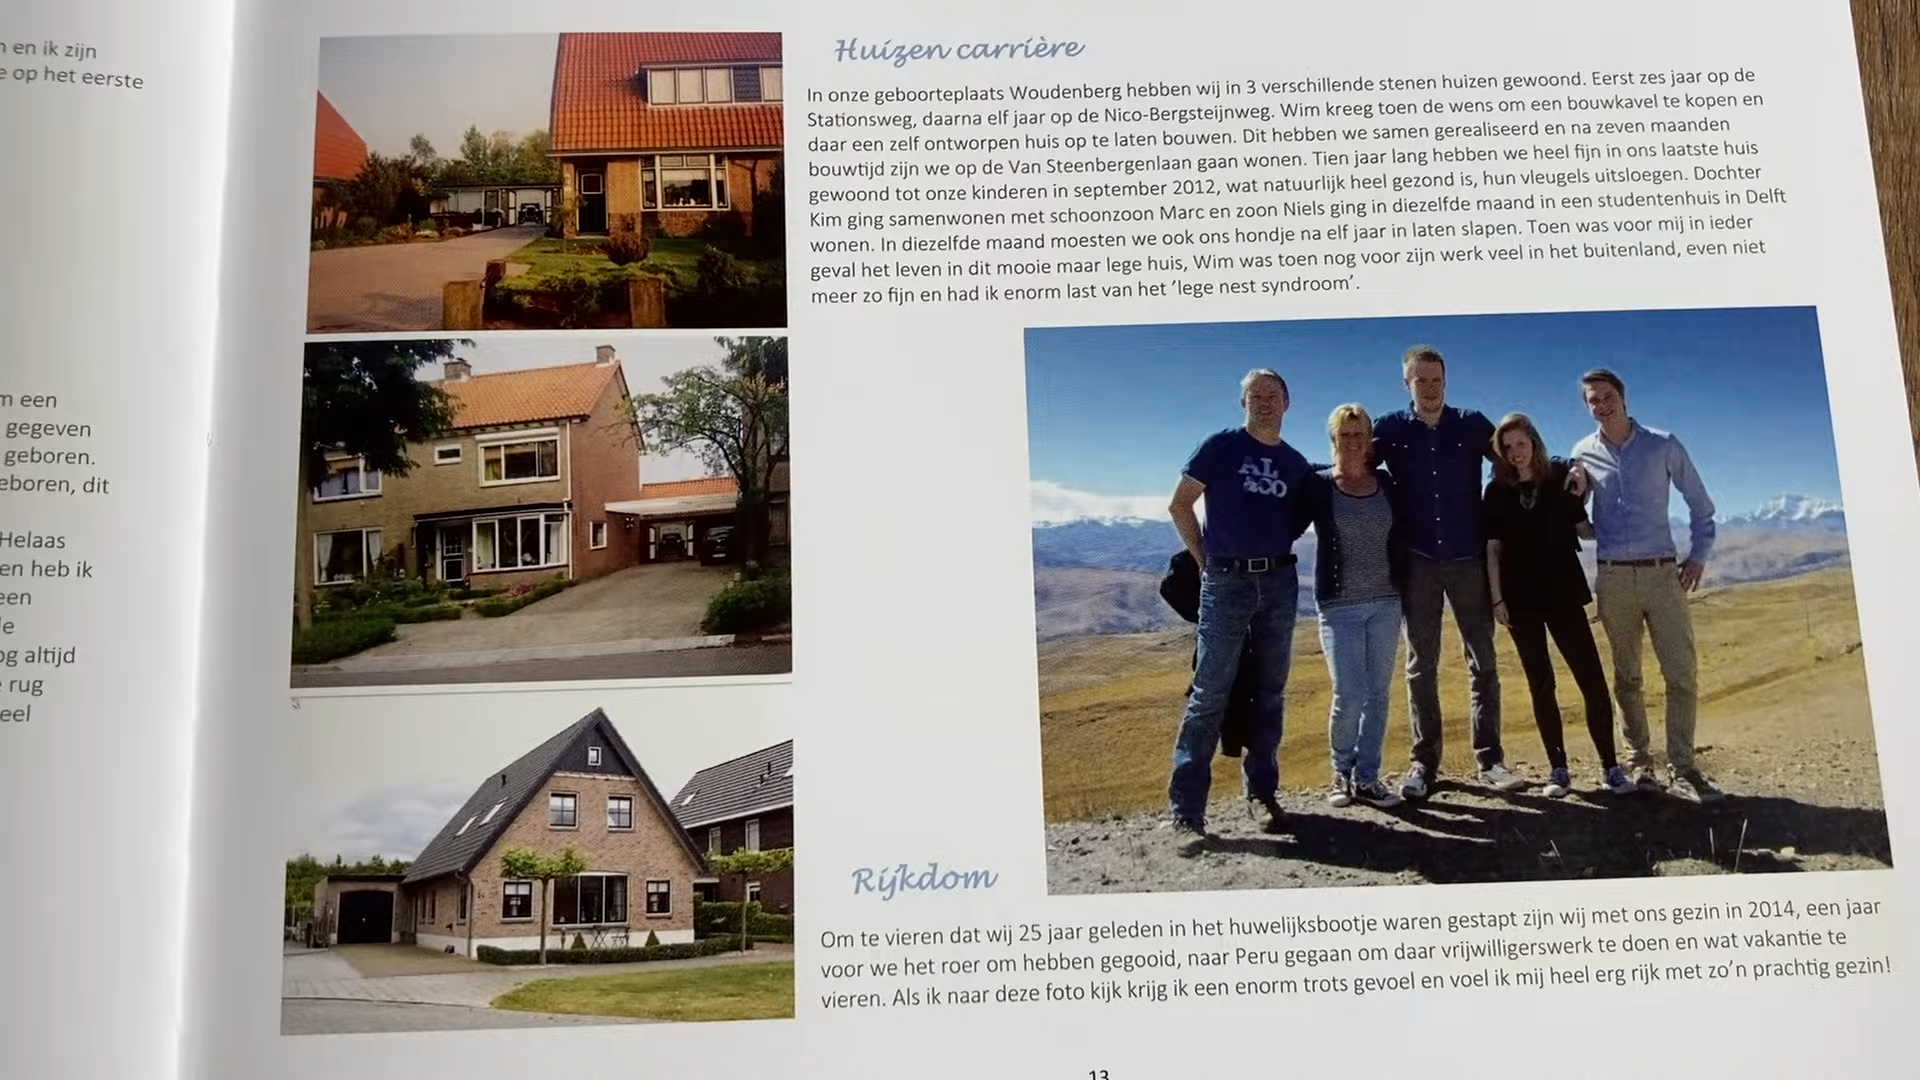 en ik zijn
op het eerste
een
gegeven
geboren.
dit
Helaas
en heb ik
een
altijd
rug
Huizen carrière
In onze geboorteplaats Woudenberg hebben wij in 3 verschillende stenen huizen gewoond. Eerst zes jaar op de
Stationsweg, daarna elf jaar op de Nico-Bergsteijnweg. Wim kreeg toen de wens om een bouwkavel te kopen en
daar een zelf ontworpen huis op te laten bouwen. Dit hebben we samen gerealiseerd en na zeven maanden
bouwtijd zijn we op de Van Steenbergenlaan gaan wonen. Tien jaar lang hebben we heel fijn in ons laatste huis
gewoond tot onze kinderen in september 2012, wat natuurlijk heel gezond is, hun vleugels uitsloegen. Dochter
Kim ging samenwonen met schoonzoon Marc en zoon Niels ging in diezelfde maand in een studentenhuis in Delft
wonen. In diezelfde maand moesten we ook ons hondje na elf jaar in laten slapen. Toen was voor mij in ieder
geval het leven in dit mooie maar lege huis, Wim was toen nog voor zijn werk veel in het buitenland, even niet
meer zo fijn en had ik enorm last van het 'lege nest syndroom'.
AL
&CO
Rijkdom
Om te vieren dat wij 25 jaar geleden in het huwelijksbootje waren gestapt zijn wij met ons gezin in 2014, een jaar
voor we het roer om hebben gegooid, naar Peru gegaan om daar vrijwilligerswerk te doen en wat vakantie te
vieren. Als ik naar deze foto kijk krijg ik een enorm trots gevoel en voel ik mij heel erg rijk met zo'n prachtig gezin!
13